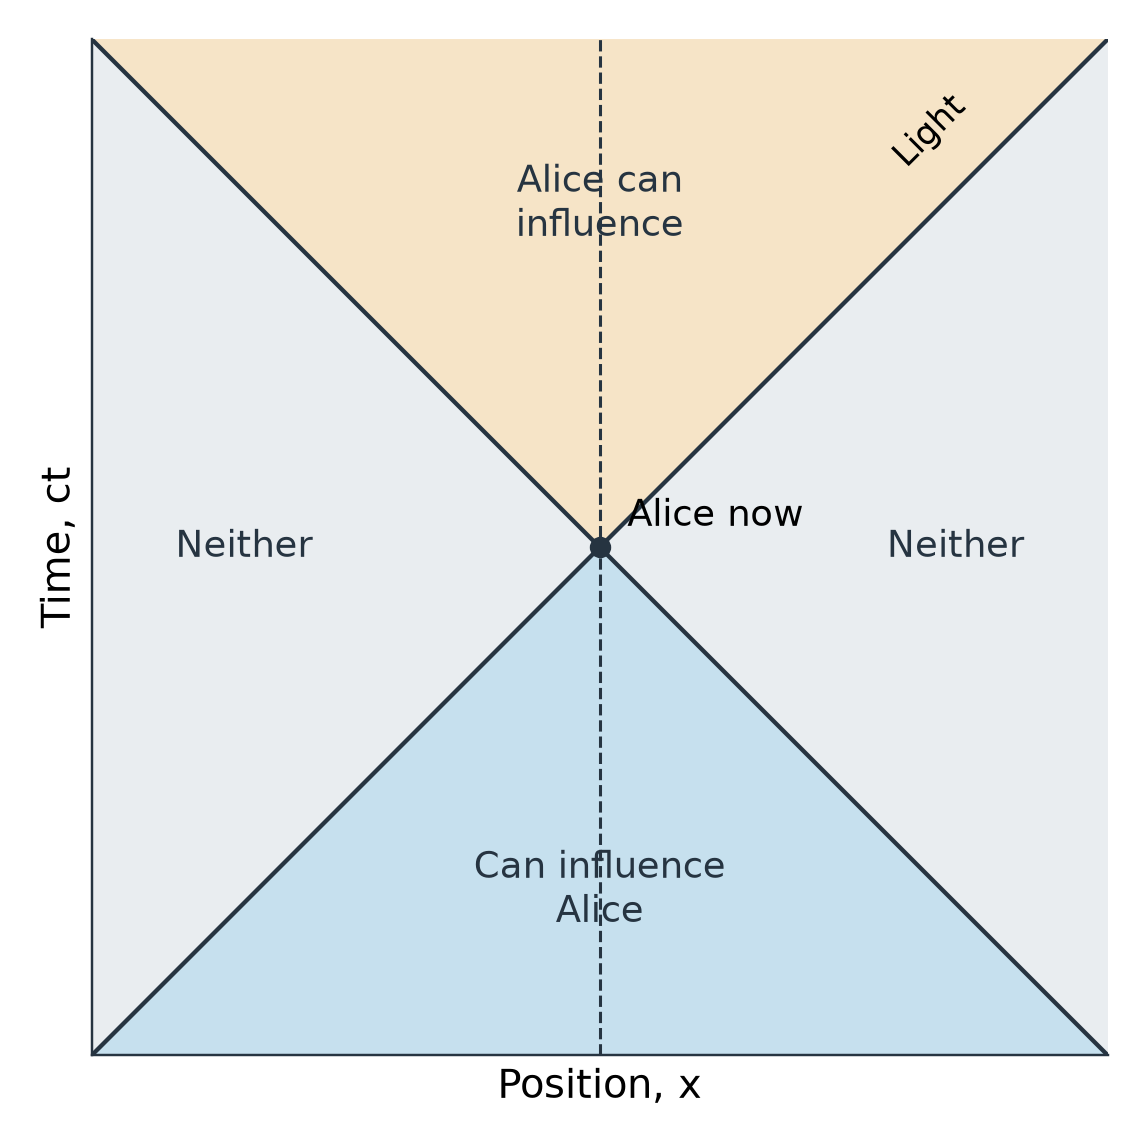 Light
Alice can
influence
Alice now
Neither
Neither
Time, ct
Can influence
Alice
Position, x